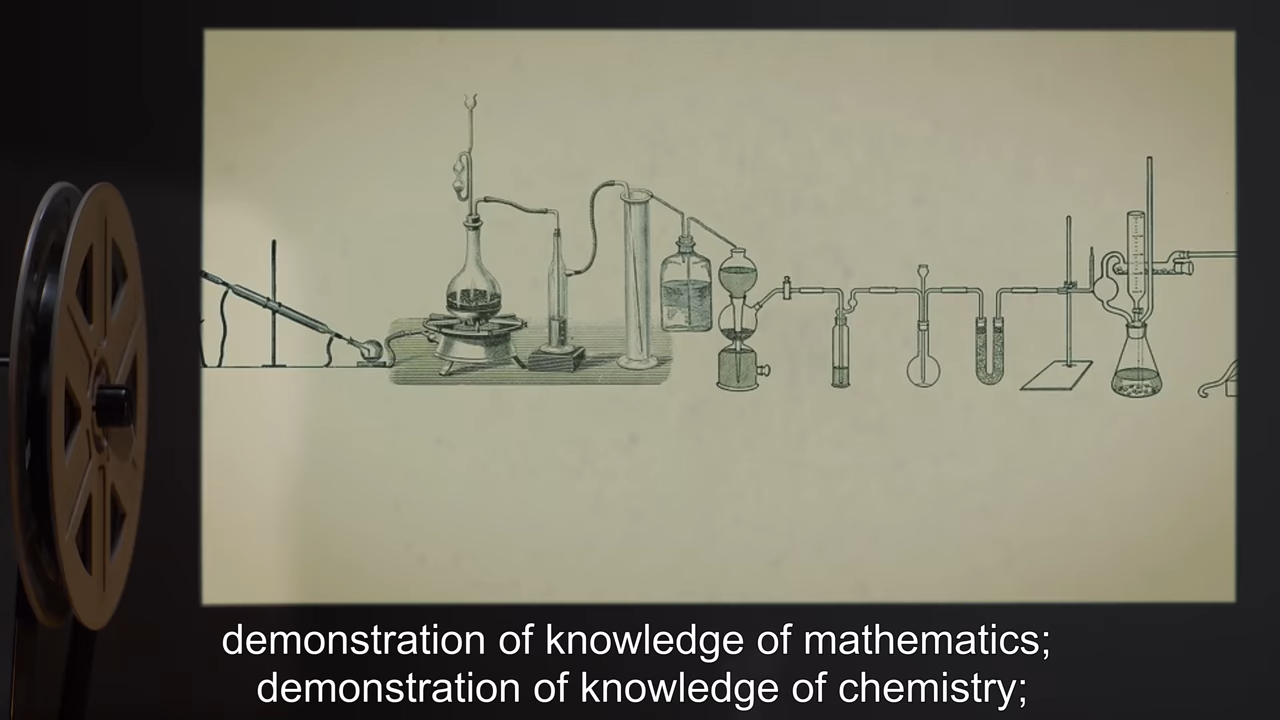 demonstration of knowledge of mathematics;
demonstration of knowledge of chemistry;